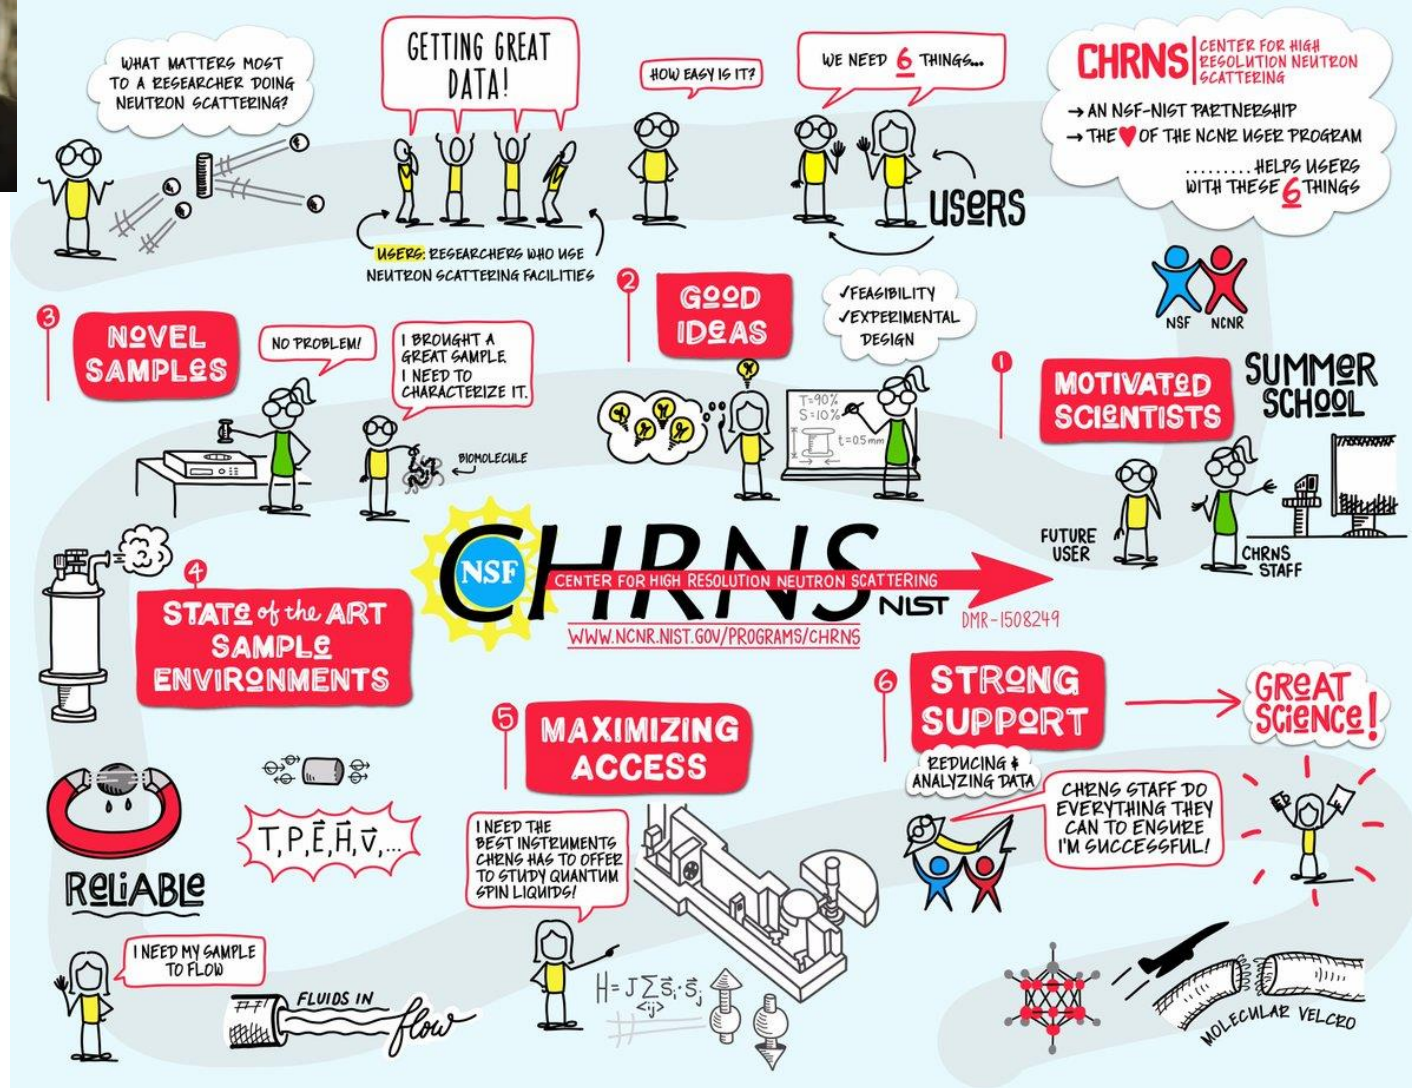 WHAT MATTERS MOST
TO A RESEARCHER DOING
NEUTRON SCATTERING?
GETTING GREAT
DATA!
USERS: RESEARCHERS WHO USE
NEUTRON SCATTERING FACILITIES
HOW EASY IS IT?
WE NEED 6 THINGS...
USERS
CHRNS
CENTER FOR HIGH
RESOLUTION NEUTRON
SCATTERING
→ AN NSF-NIST PARTNERSHIP
→ THE ♥ OF THE NCNR USER PROGRAM
......... HELPS USERS
WITH THESE 6 THINGS
NSF NCNR
1
MOTIVATED
SCIENTISTS
SUMMER
SCHOOL
FUTURE
USER
CHRNS
STAFF
2
GOOD
IDEAS
✓FEASIBILITY
✓EXPERIMENTAL
DESIGN
T=90%
S=10%
t=05mm
3
NOVEL
SAMPLES
NO PROBLEM!
I BROUGHT A
GREAT SAMPLE.
I NEED TO
CHARACTERIZE IT.
BIOMOLECULE
NSF
CHRNS
CENTER FOR HIGH RESOLUTION NEUTRON SCATTERING
NIST
WWW.NCNR.NIST.GOV/PROGRAMS/CHRNS
DMR-1508249
4
STATE of the ART
SAMPLE
ENVIRONMENTS
RELIABLE
T,P,E⃗,H⃗,v⃗,...
I NEED MY SAMPLE
TO FLOW
FLUIDS IN
flow
5
MAXIMIZING
ACCESS
I NEED THE
BEST INSTRUMENTS
CHRNS HAS TO OFFER
TO STUDY QUANTUM
SPIN LIQUIDS!
H=J∑S⃗i·S⃗j
<ij>
6
STRONG
SUPPORT
REDUCING &
ANALYZING DATA
CHRNS STAFF DO
EVERYTHING THEY
CAN TO ENSURE
I'M SUCCESSFUL!
GREAT
SCIENCE!
MOLECULAR VELCRO